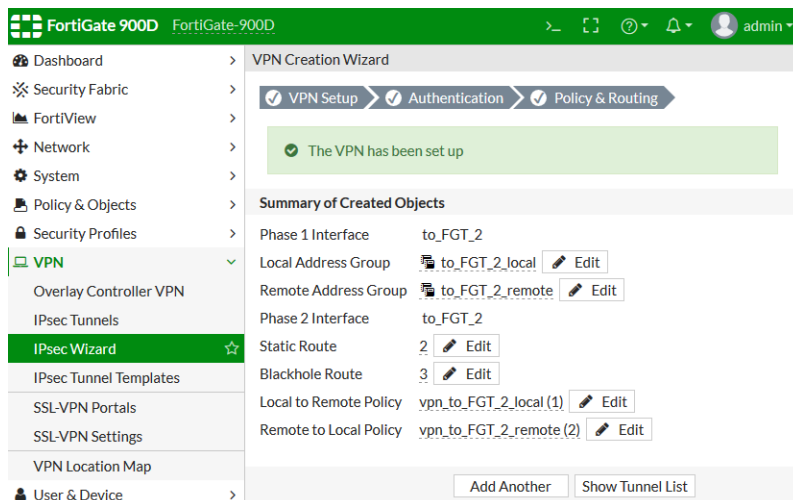 FortiGate 900D FortiGate-900D >_ admin
Dashboard
Security Fabric
FortiView
Network
System
Policy & Objects
Security Profiles
VPN
Overlay Controller VPN
IPsec Tunnels
IPsec Wizard
IPsec Tunnel Templates
SSL-VPN Portals
SSL-VPN Settings
VPN Location Map
User & Device
VPN Creation Wizard
VPN Setup Authentication Policy & Routing
The VPN has been set up
Summary of Created Objects
Phase 1 Interface to_FGT_2
Local Address Group to_FGT_2_local Edit
Remote Address Group to_FGT_2_remote Edit
Phase 2 Interface to_FGT_2
Static Route 2 Edit
Blackhole Route 3 Edit
Local to Remote Policy vpn_to_FGT_2_local (1) Edit
Remote to Local Policy vpn_to_FGT_2_remote (2) Edit
Add Another Show Tunnel List